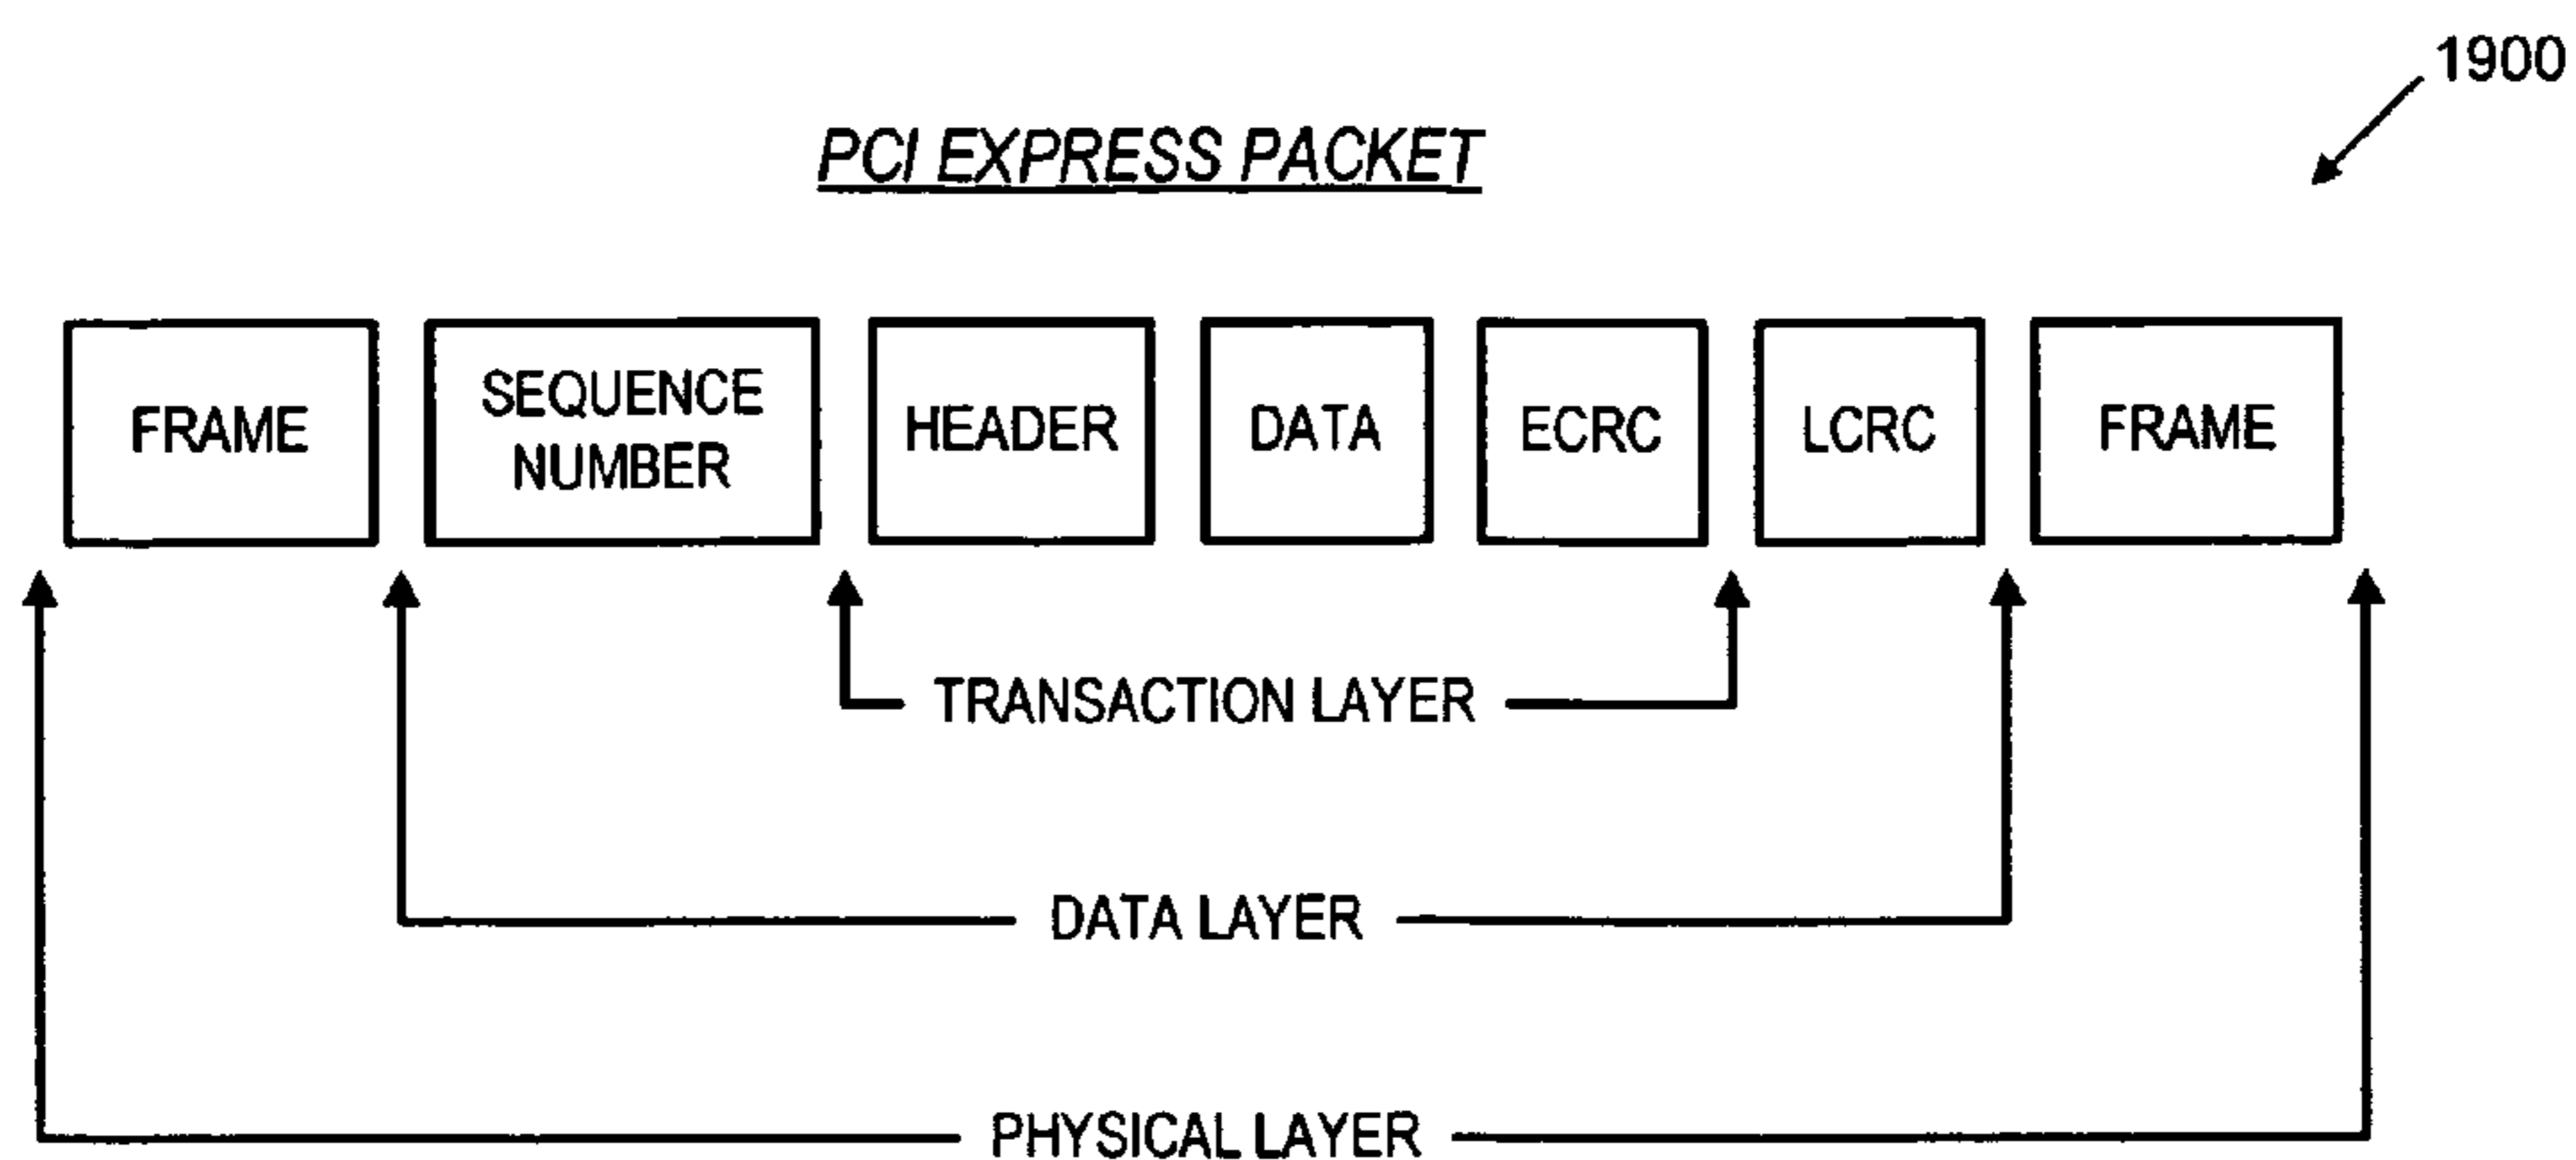 1900
PCI EXPRESS PACKET
FRAME
SEQUENCE
NUMBER
HEADER
DATA
ECRC
LCRC
FRAME
TRANSACTION LAYER
DATA LAYER
PHYSICAL LAYER